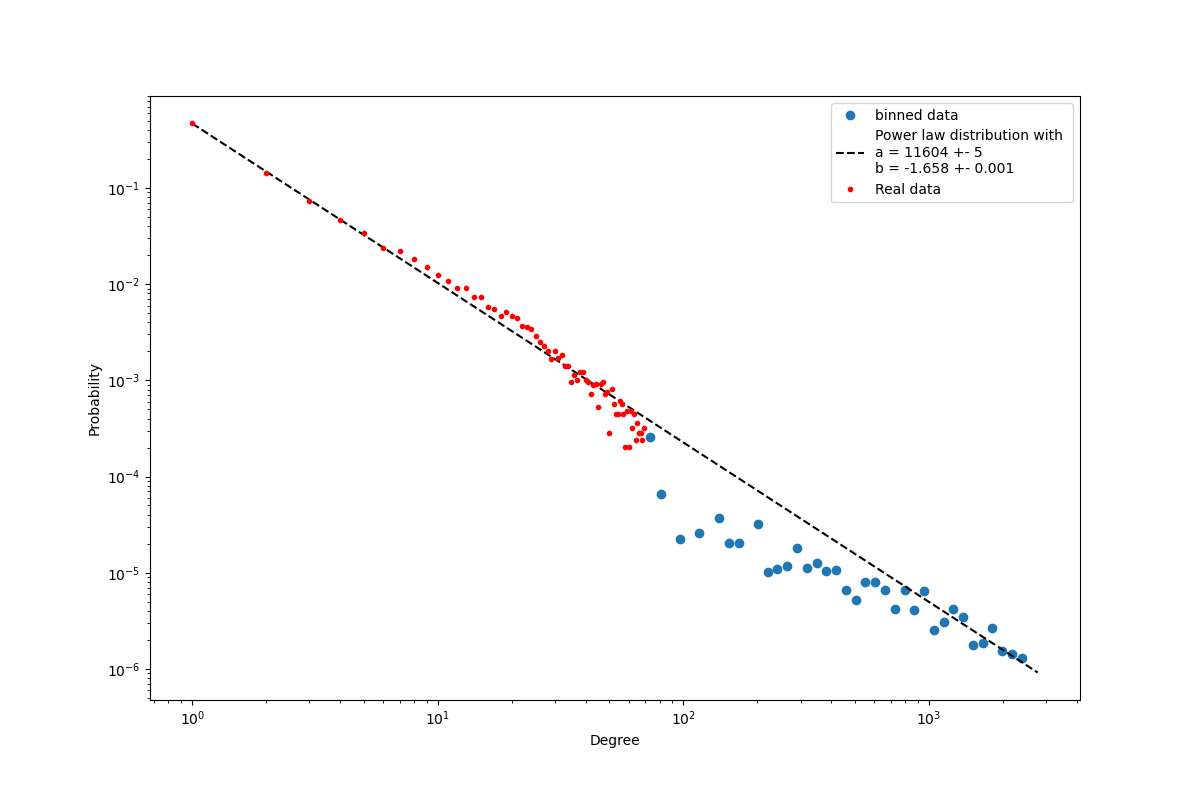 binned data
Power law distribution with
a = 11604 +- 5
b = -1.658 +- 0.001
Real data
Probability
10⁻¹
10⁻²
10⁻³
10⁻⁴
10⁻⁵
10⁻⁶
10⁰ 10¹ 10² 10³
Degree